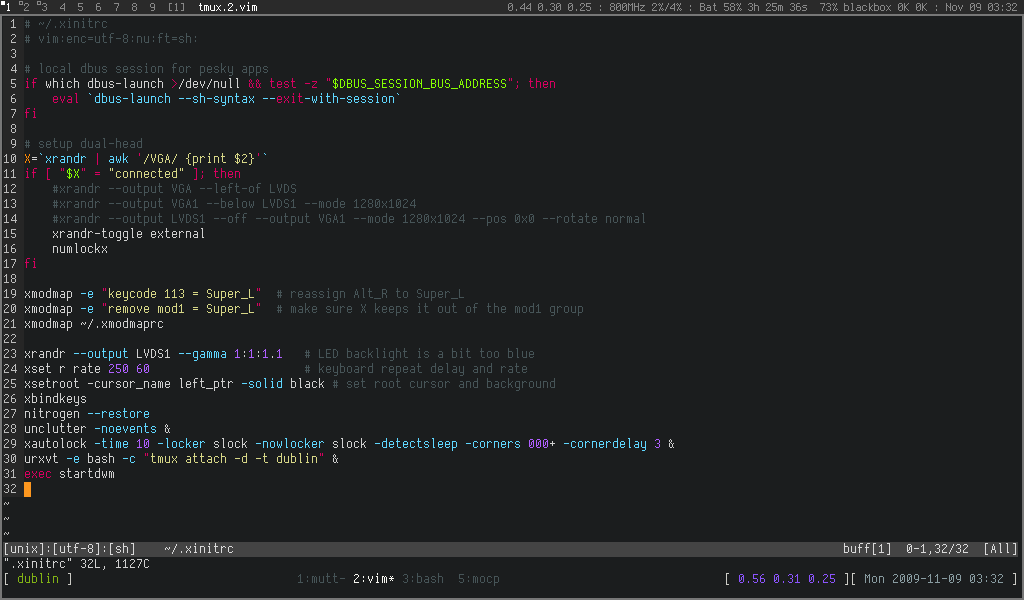 1 2 3 4 5 6 7 8 9 [1] tmux.2.vim 0.44 0.30 0.25 : 800MHz 2%/4% : Bat 58% 3h 25m 36s 73% blackbox 0K 0K : Nov 09 03:32
1 # ~/.xinitrc
2 # vim:enc=utf-8:nu:ft=sh:
3
4 # local dbus session for pesky apps
5 if which dbus-launch >/dev/null && test -z "$DBUS_SESSION_BUS_ADDRESS"; then
6     eval `dbus-launch --sh-syntax --exit-with-session`
7 fi
8
9 # setup dual-head
10 X=`xrandr | awk '/VGA/ {print $2}'`
11 if [ "$X" = "connected" ]; then
12     #xrandr --output VGA --left-of LVDS
13     #xrandr --output VGA1 --below LVDS1 --mode 1280x1024
14     #xrandr --output LVDS1 --off --output VGA1 --mode 1280x1024 --pos 0x0 --rotate normal
15     xrandr-toggle external
16     numlockx
17 fi
18
19 xmodmap -e "keycode 113 = Super_L"  # reassign Alt_R to Super_L
20 xmodmap -e "remove mod1 = Super_L"  # make sure X keeps it out of the mod1 group
21 xmodmap ~/.xmodmaprc
22
23 xrandr --output LVDS1 --gamma 1:1:1.1   # LED backlight is a bit too blue
24 xset r rate 250 60                      # keyboard repeat delay and rate
25 xsetroot -cursor_name left_ptr -solid black # set root cursor and background
26 xbindkeys
27 nitrogen --restore
28 unclutter -noevents &
29 xautolock -time 10 -locker slock -nowlocker slock -detectsleep -corners 000+ -cornerdelay 3 &
30 urxvt -e bash -c "tmux attach -d -t dublin" &
31 exec startdwm
32
~
~
~
[unix]:[utf-8]:[sh]    ~/.xinitrc buff[1]  0-1,32/32  [All]
".xinitrc" 32L, 1127C
[ dublin ] 1:mutt- 2:vim* 3:bash  5:mocp [ 0.56 0.31 0.25 ][ Mon 2009-11-09 03:32 ]